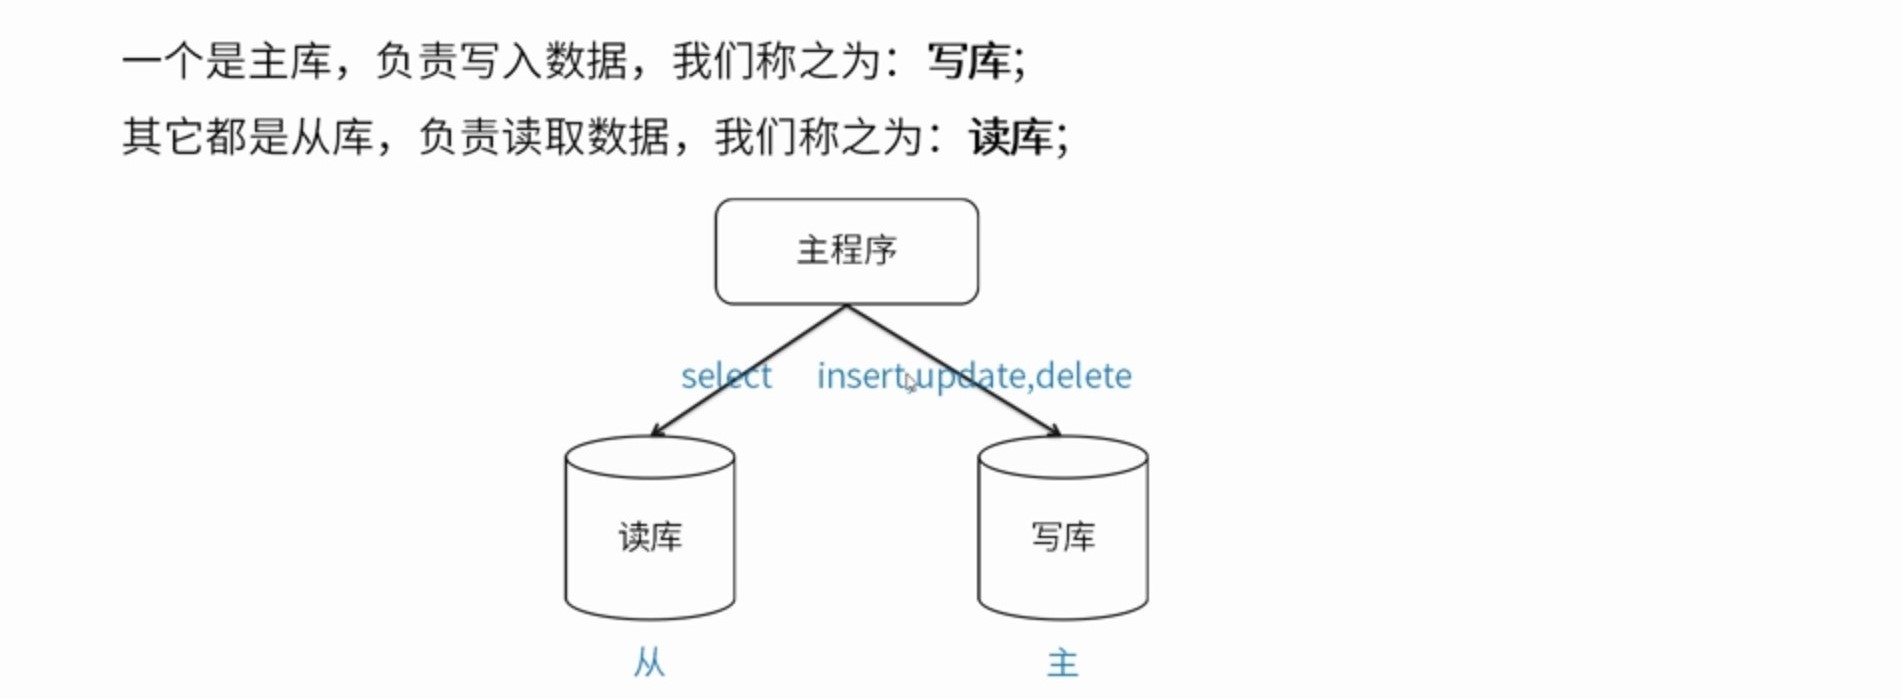 一个是主库，负责写入数据，我们称之为：写库；
其它都是从库，负责读取数据，我们称之为：读库；
主程序
select
insert,update,delete
读库
写库
从
主